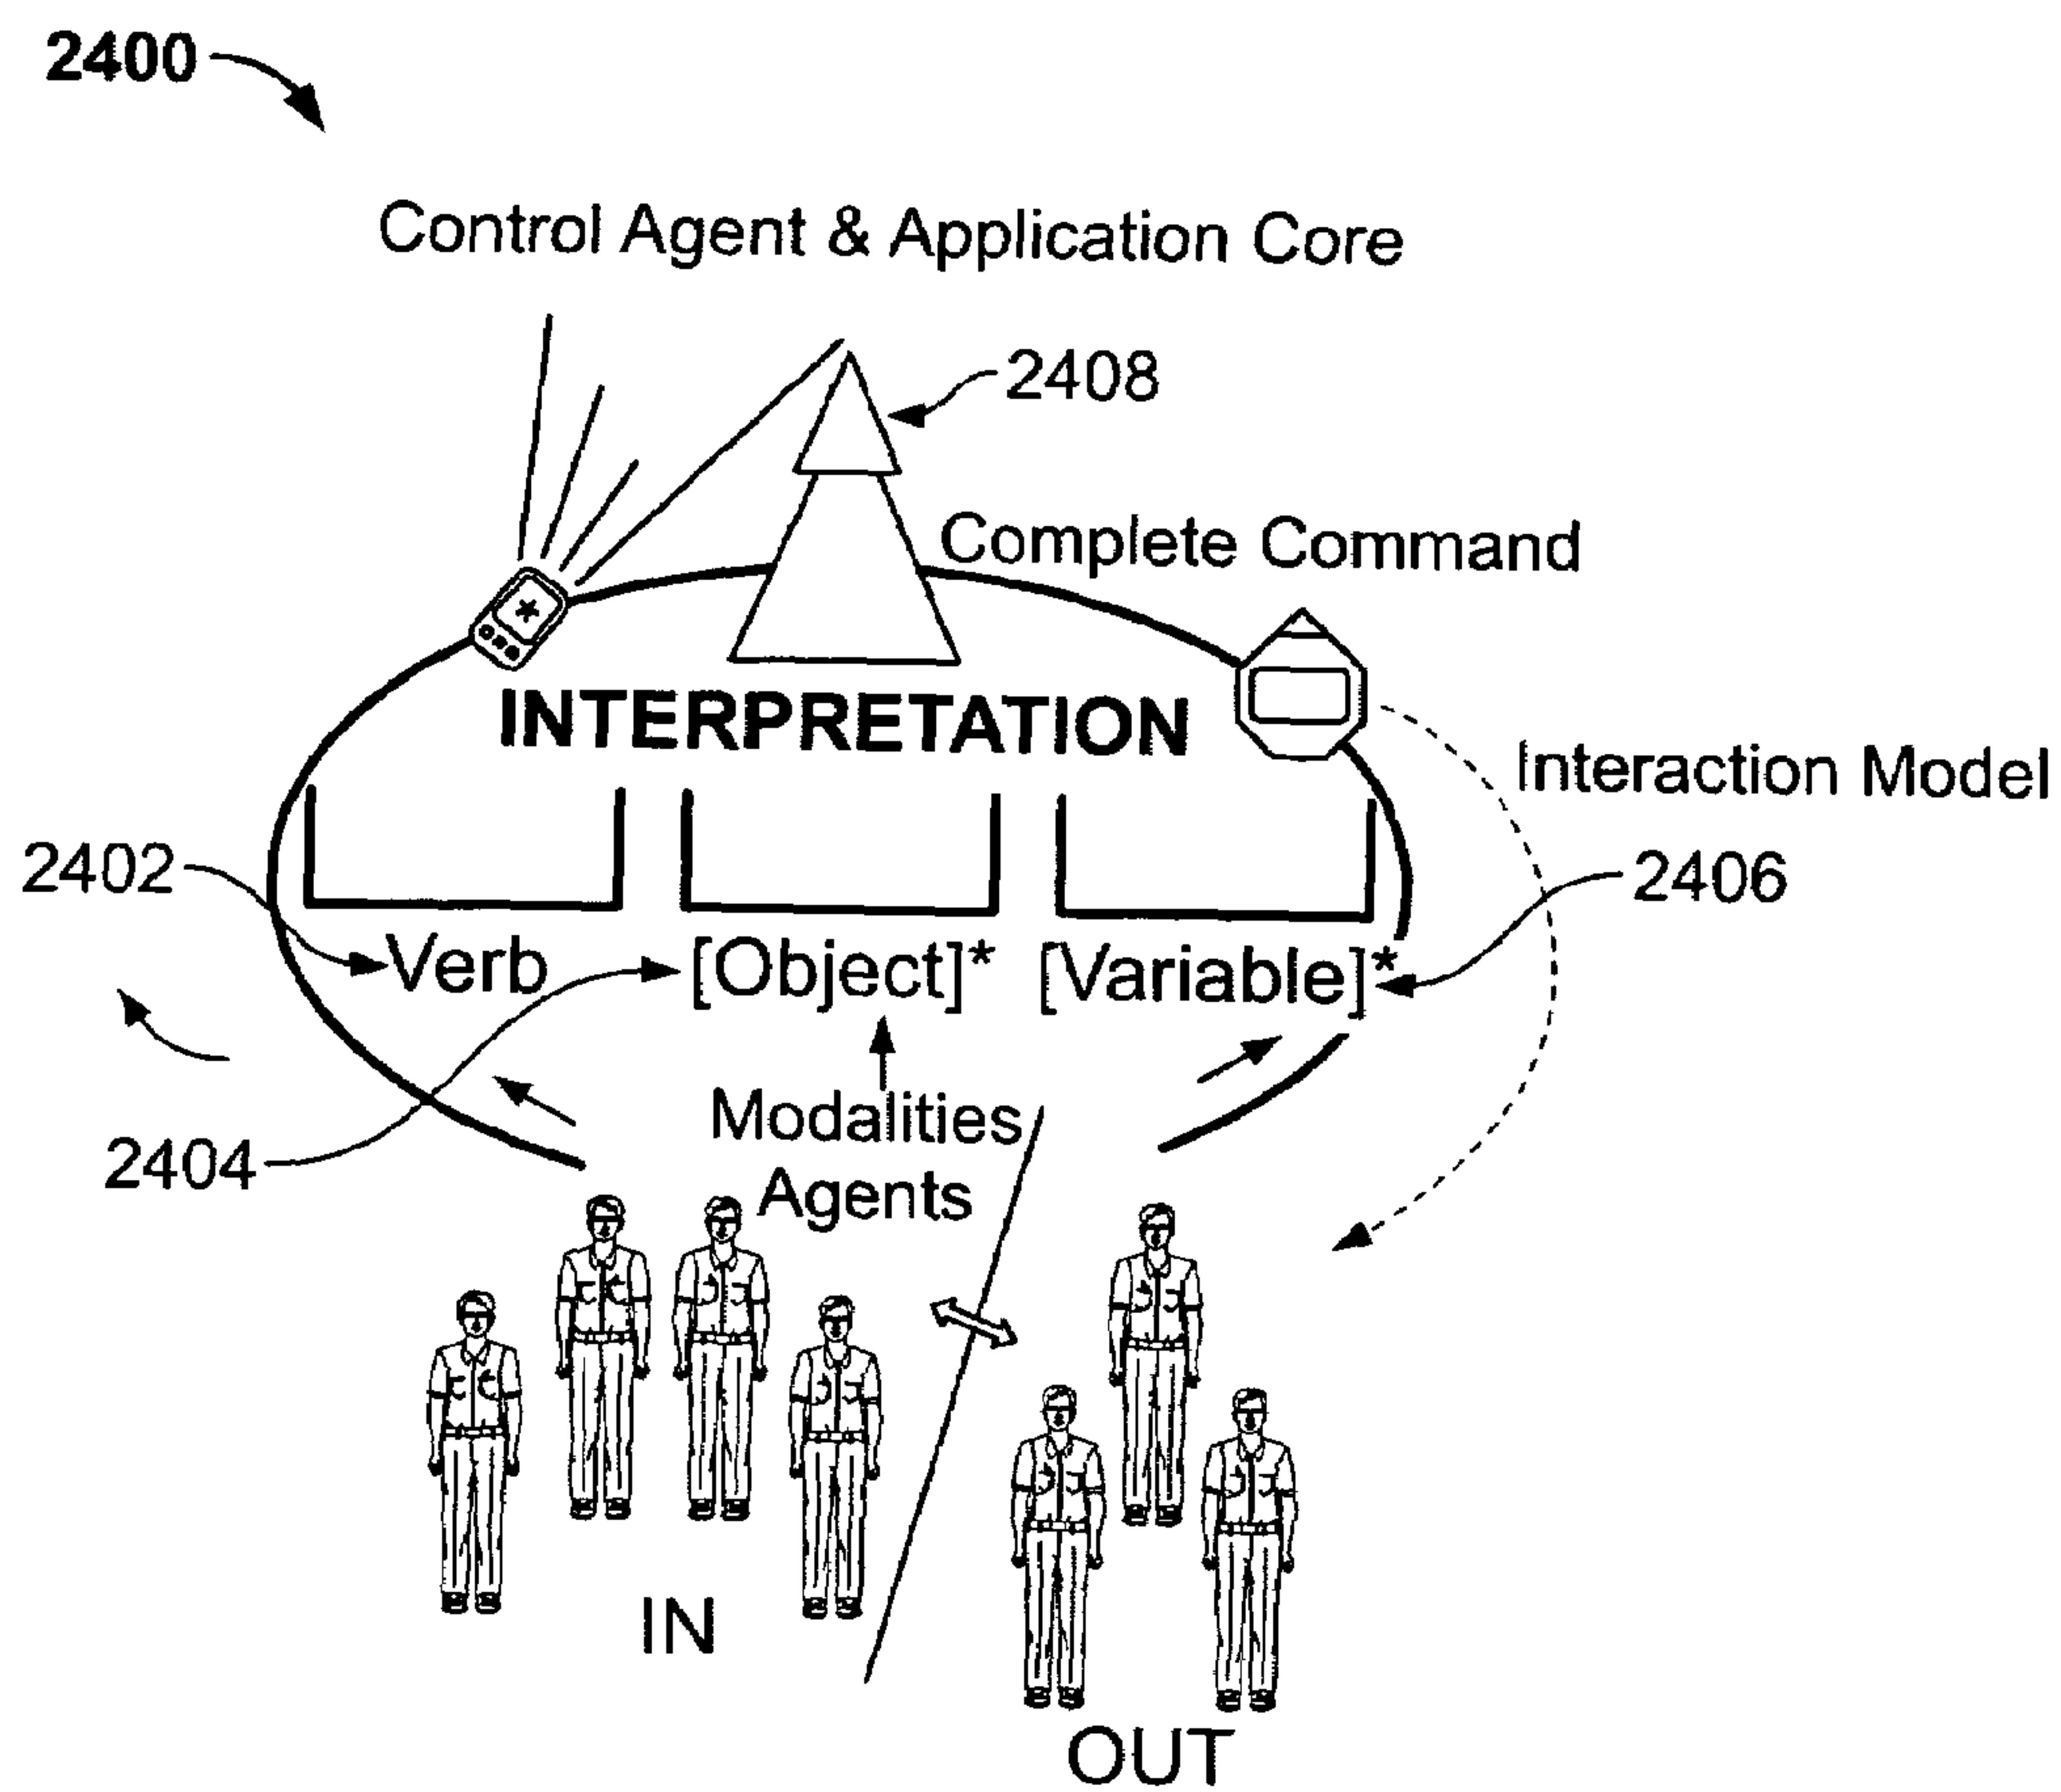 2400
Control Agent & Application Core
2408
Complete Command
INTERPRETATION
Interaction Model
2402
2406
Verb [Object]* [Variable]*
Modalities
Agents
2404
IN
OUT